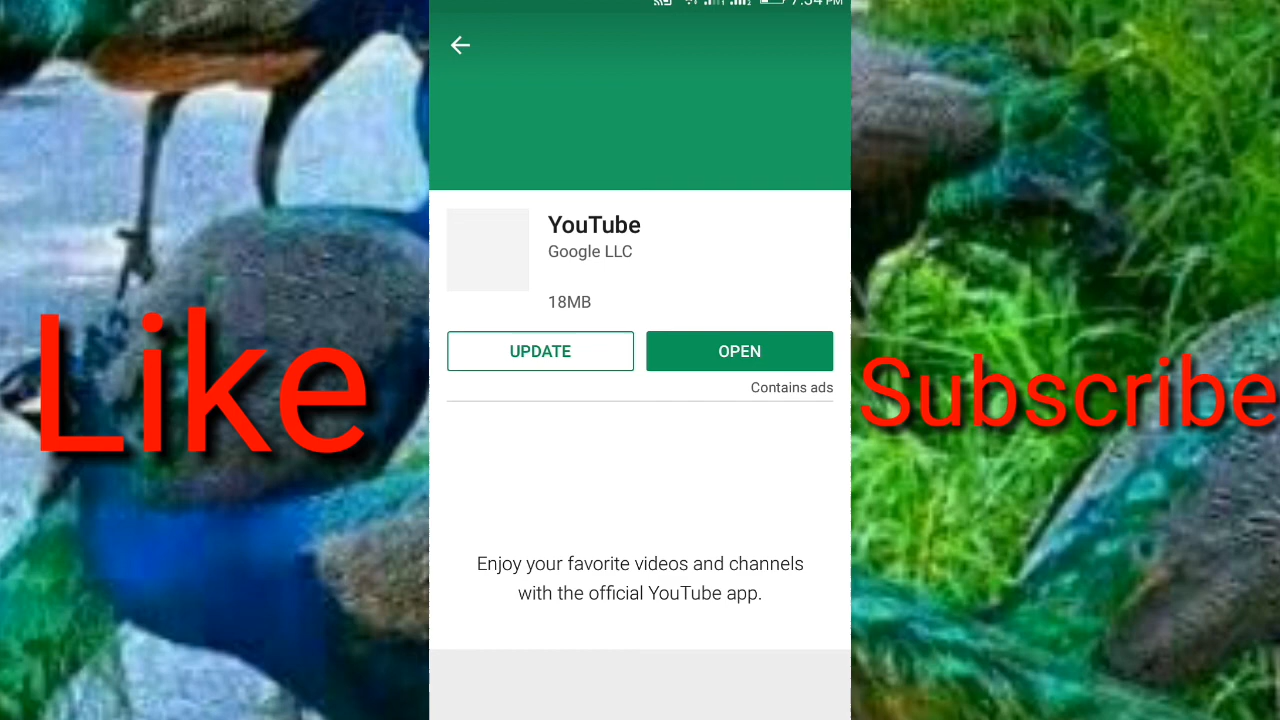 YouTube
Google LLC
18MB
UPDATE
OPEN
Contains ads
Like
Subscribe
Enjoy your favorite videos and channels
with the official YouTube app.